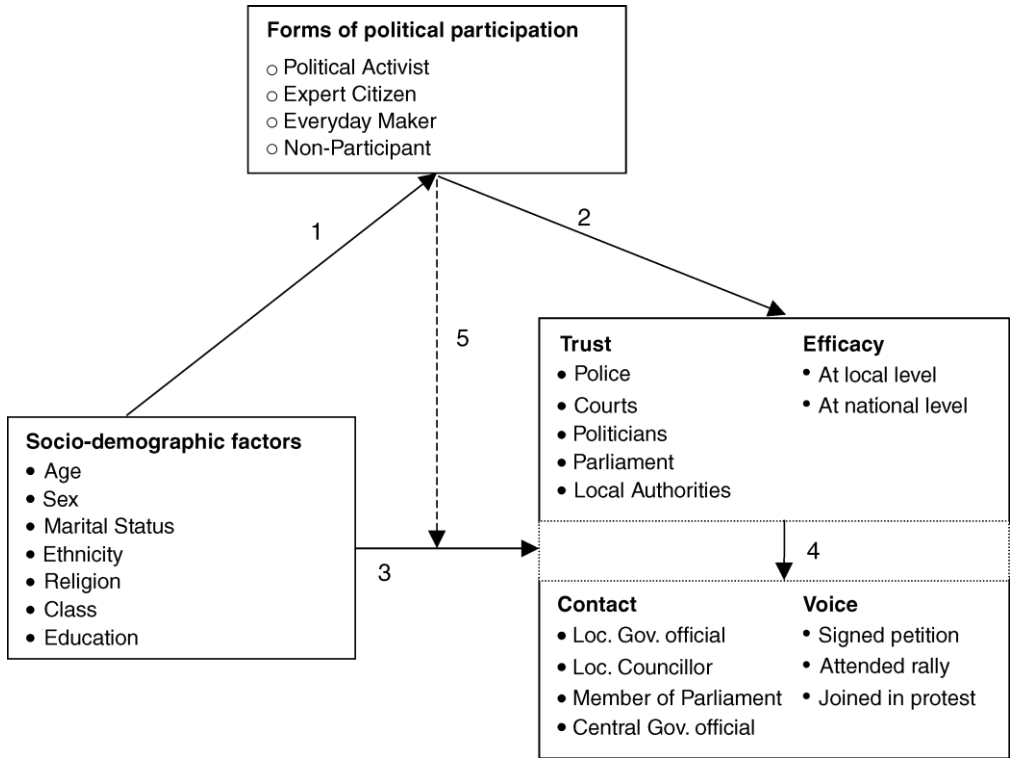 Forms of political participation
○ Political Activist
○ Expert Citizen
○ Everyday Maker
○ Non-Participant
1
2
5
Trust
• Police
• Courts
• Politicians
• Parliament
• Local Authorities
Efficacy
• At local level
• At national level
Socio-demographic factors
• Age
• Sex
• Marital Status
• Ethnicity
• Religion
• Class
• Education
3
4
Contact
• Loc. Gov. official
• Loc. Councillor
• Member of Parliament
• Central Gov. official
Voice
• Signed petition
• Attended rally
• Joined in protest